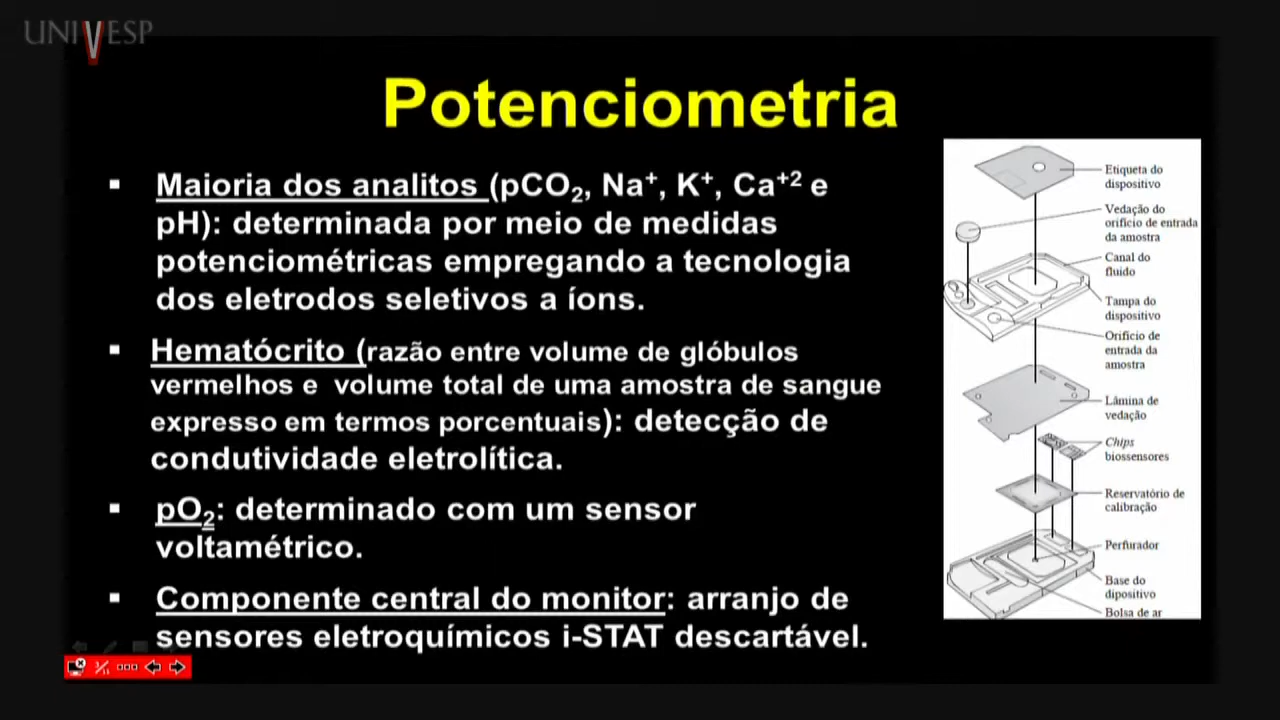 UNIVESP
Potenciometria
▪ Maioria dos analitos (pCO₂, Na⁺, K⁺, Ca⁺² e
pH): determinada por meio de medidas
potenciométricas empregando a tecnologia
dos eletrodos seletivos a íons.
▪ Hematócrito (razão entre volume de glóbulos
vermelhos e volume total de uma amostra de sangue
expresso em termos porcentuais): detecção de
condutividade eletrolítica.
▪ pO₂: determinado com um sensor
voltamétrico.
▪ Componente central do monitor: arranjo de
sensores eletroquímicos i-STAT descartável.
Etiqueta do
dispositivo
Vedação do
orifício de entrada
da amostra
Canal do
fluido
Tampa do
dispositivo
Orifício de
entrada da
amostra
Lâmina de
vedação
Chips
biossensores
Reservatório de
calibração
Perfurador
Base do
dipositivo
Bolsa de ar